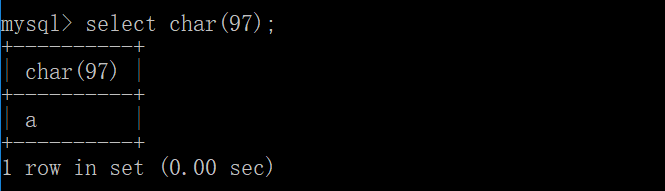 mysql> select char(97);
+----------+
| char(97) |
+----------+
| a        |
+----------+
1 row in set (0.00 sec)